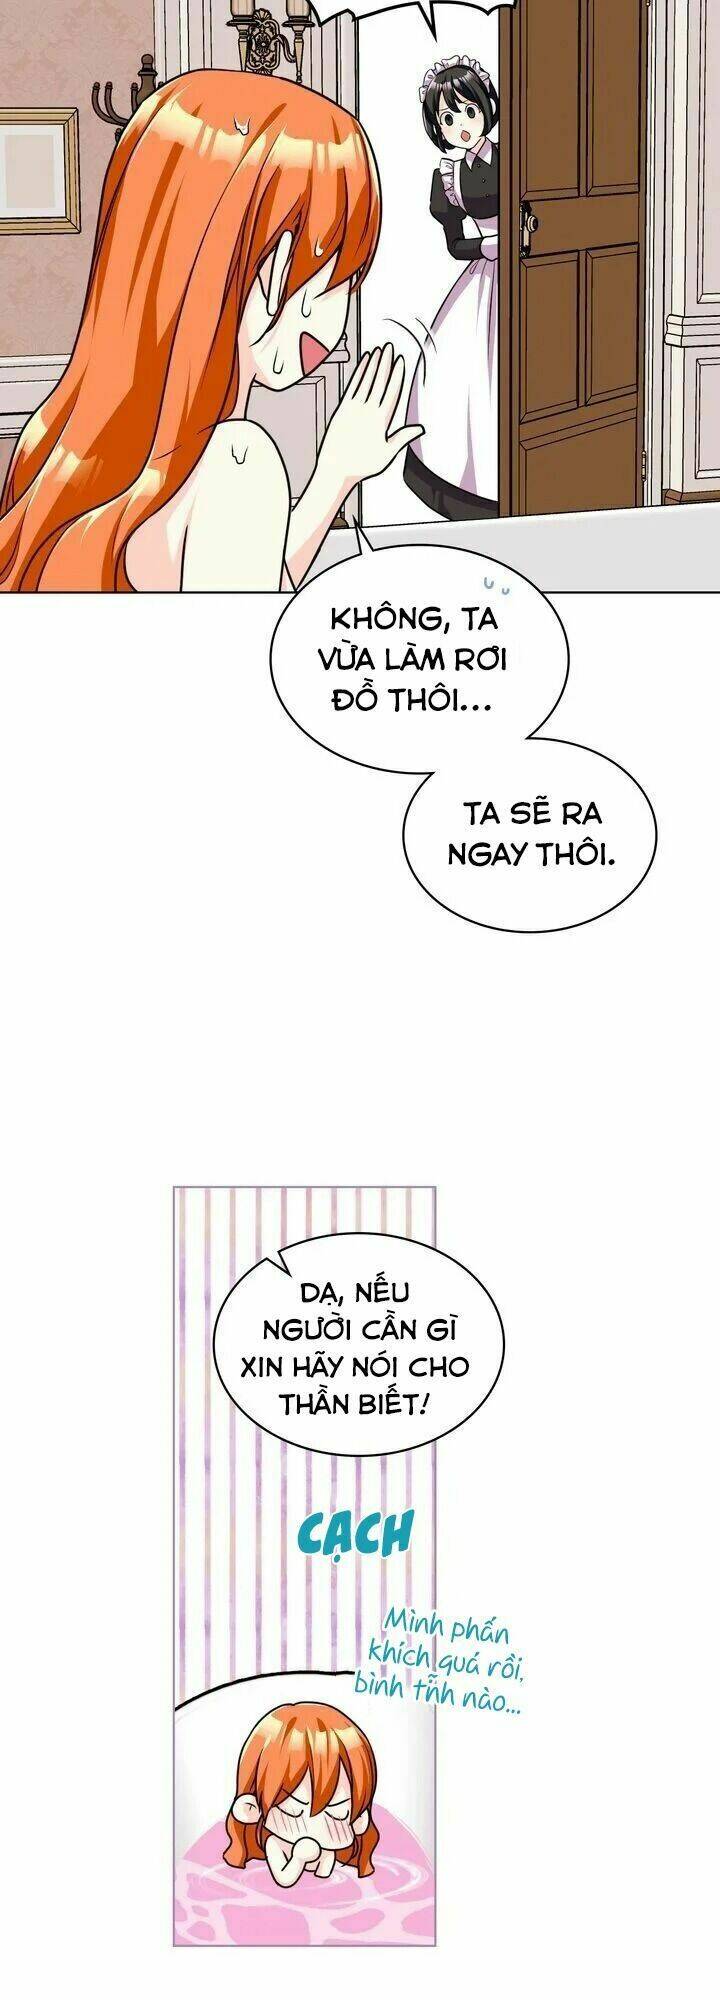 KHÔNG, TA
VỪA LÀM RƠI
ĐỒ THÔI...
TA SẼ RA
NGAY THÔI.
DẠ, NẾU
NGƯỜI CẦN GÌ
XIN HÃY NÓI CHO
THẦN BIẾT!
CẠCH
Mình phấn
khích quá rồi,
bình tĩnh nào...